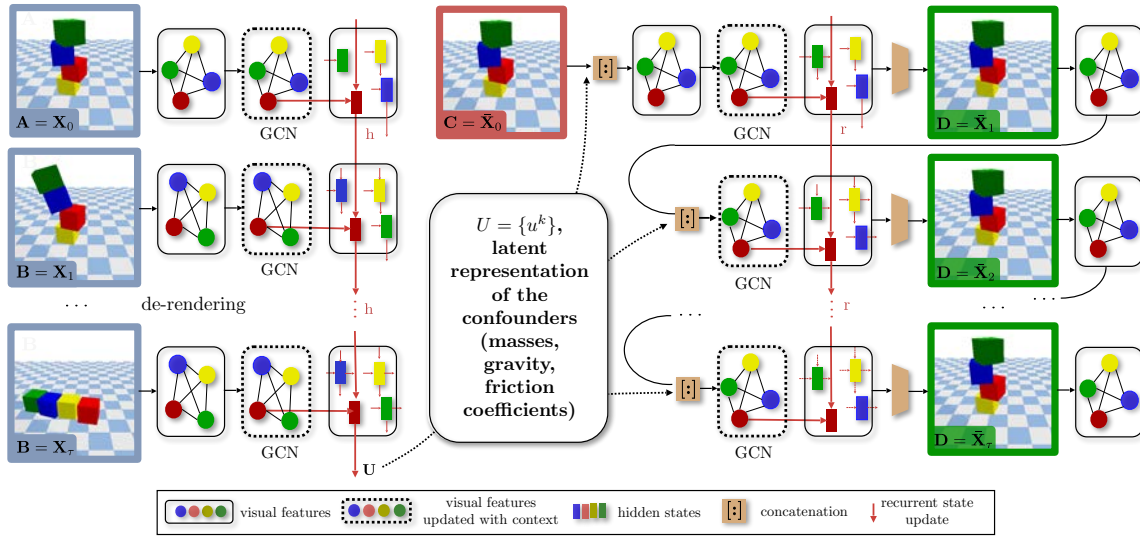 A = X₀
GCN
h
B = X₁
GCN
. . . de-rendering
h
B = X_τ
GCN
U
C = X̄₀
[:]
GCN
r
D = X̄₁
U = {u^k},
latent
representation
of the
confounders
(masses,
gravity,
friction
coefficients)
[:]
GCN
D = X̄₂
r
. . .
. . .
. . .
[:]
GCN
D = X̄_τ
visual features
visual features
updated with context
hidden states
[:]
concatenation
recurrent state
update